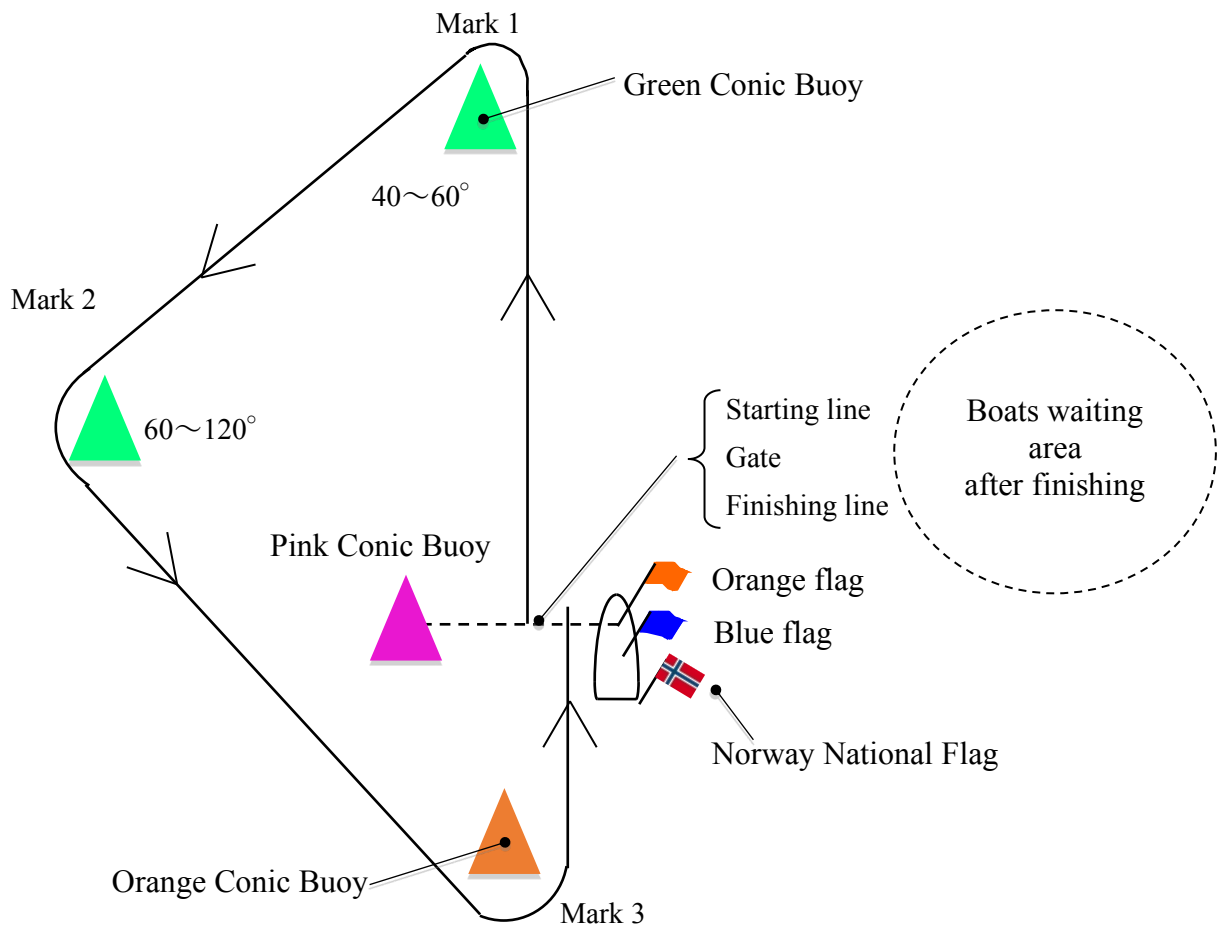 Mark 1
Green Conic Buoy
40～60°
Mark 2
60～120°
Starting line
Gate
Finishing line
Boats waiting
area
after finishing
Pink Conic Buoy
Orange flag
Blue flag
Norway National Flag
Orange Conic Buoy
Mark 3